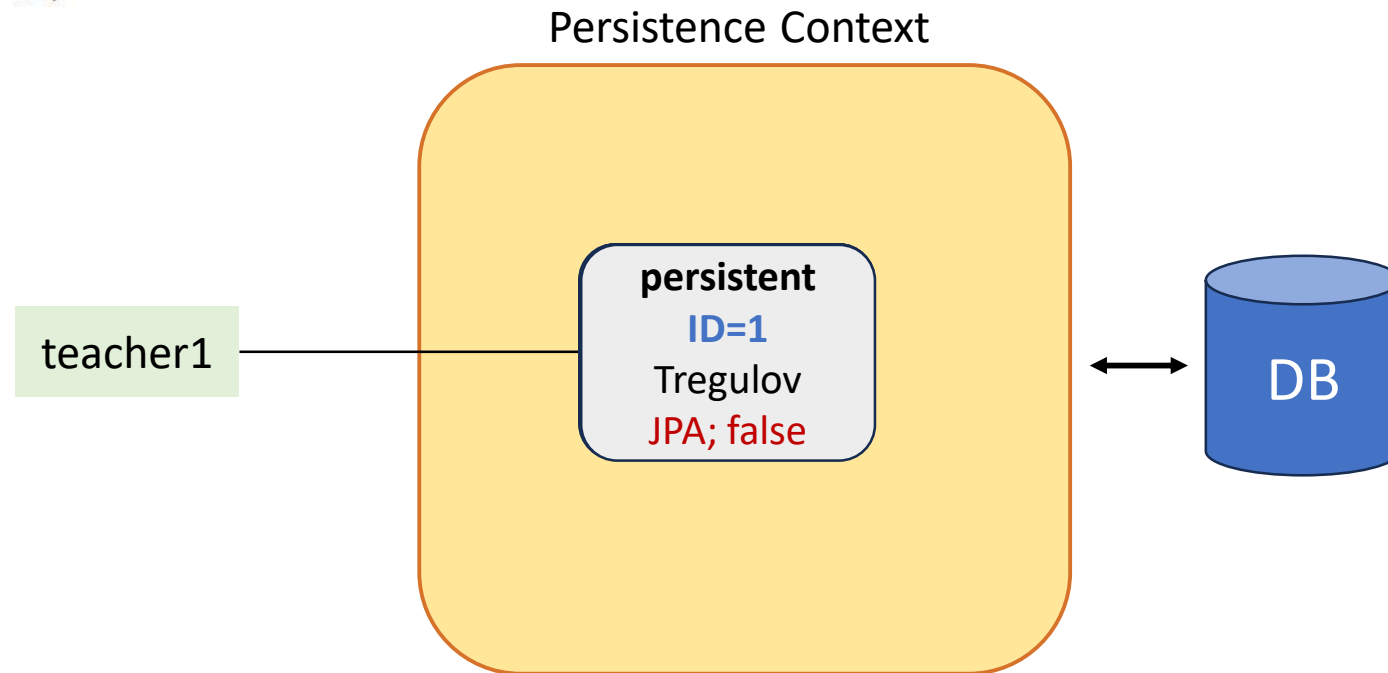 Persistence Context
persistent
ID=1
Tregulov
JPA; false
teacher1
DB